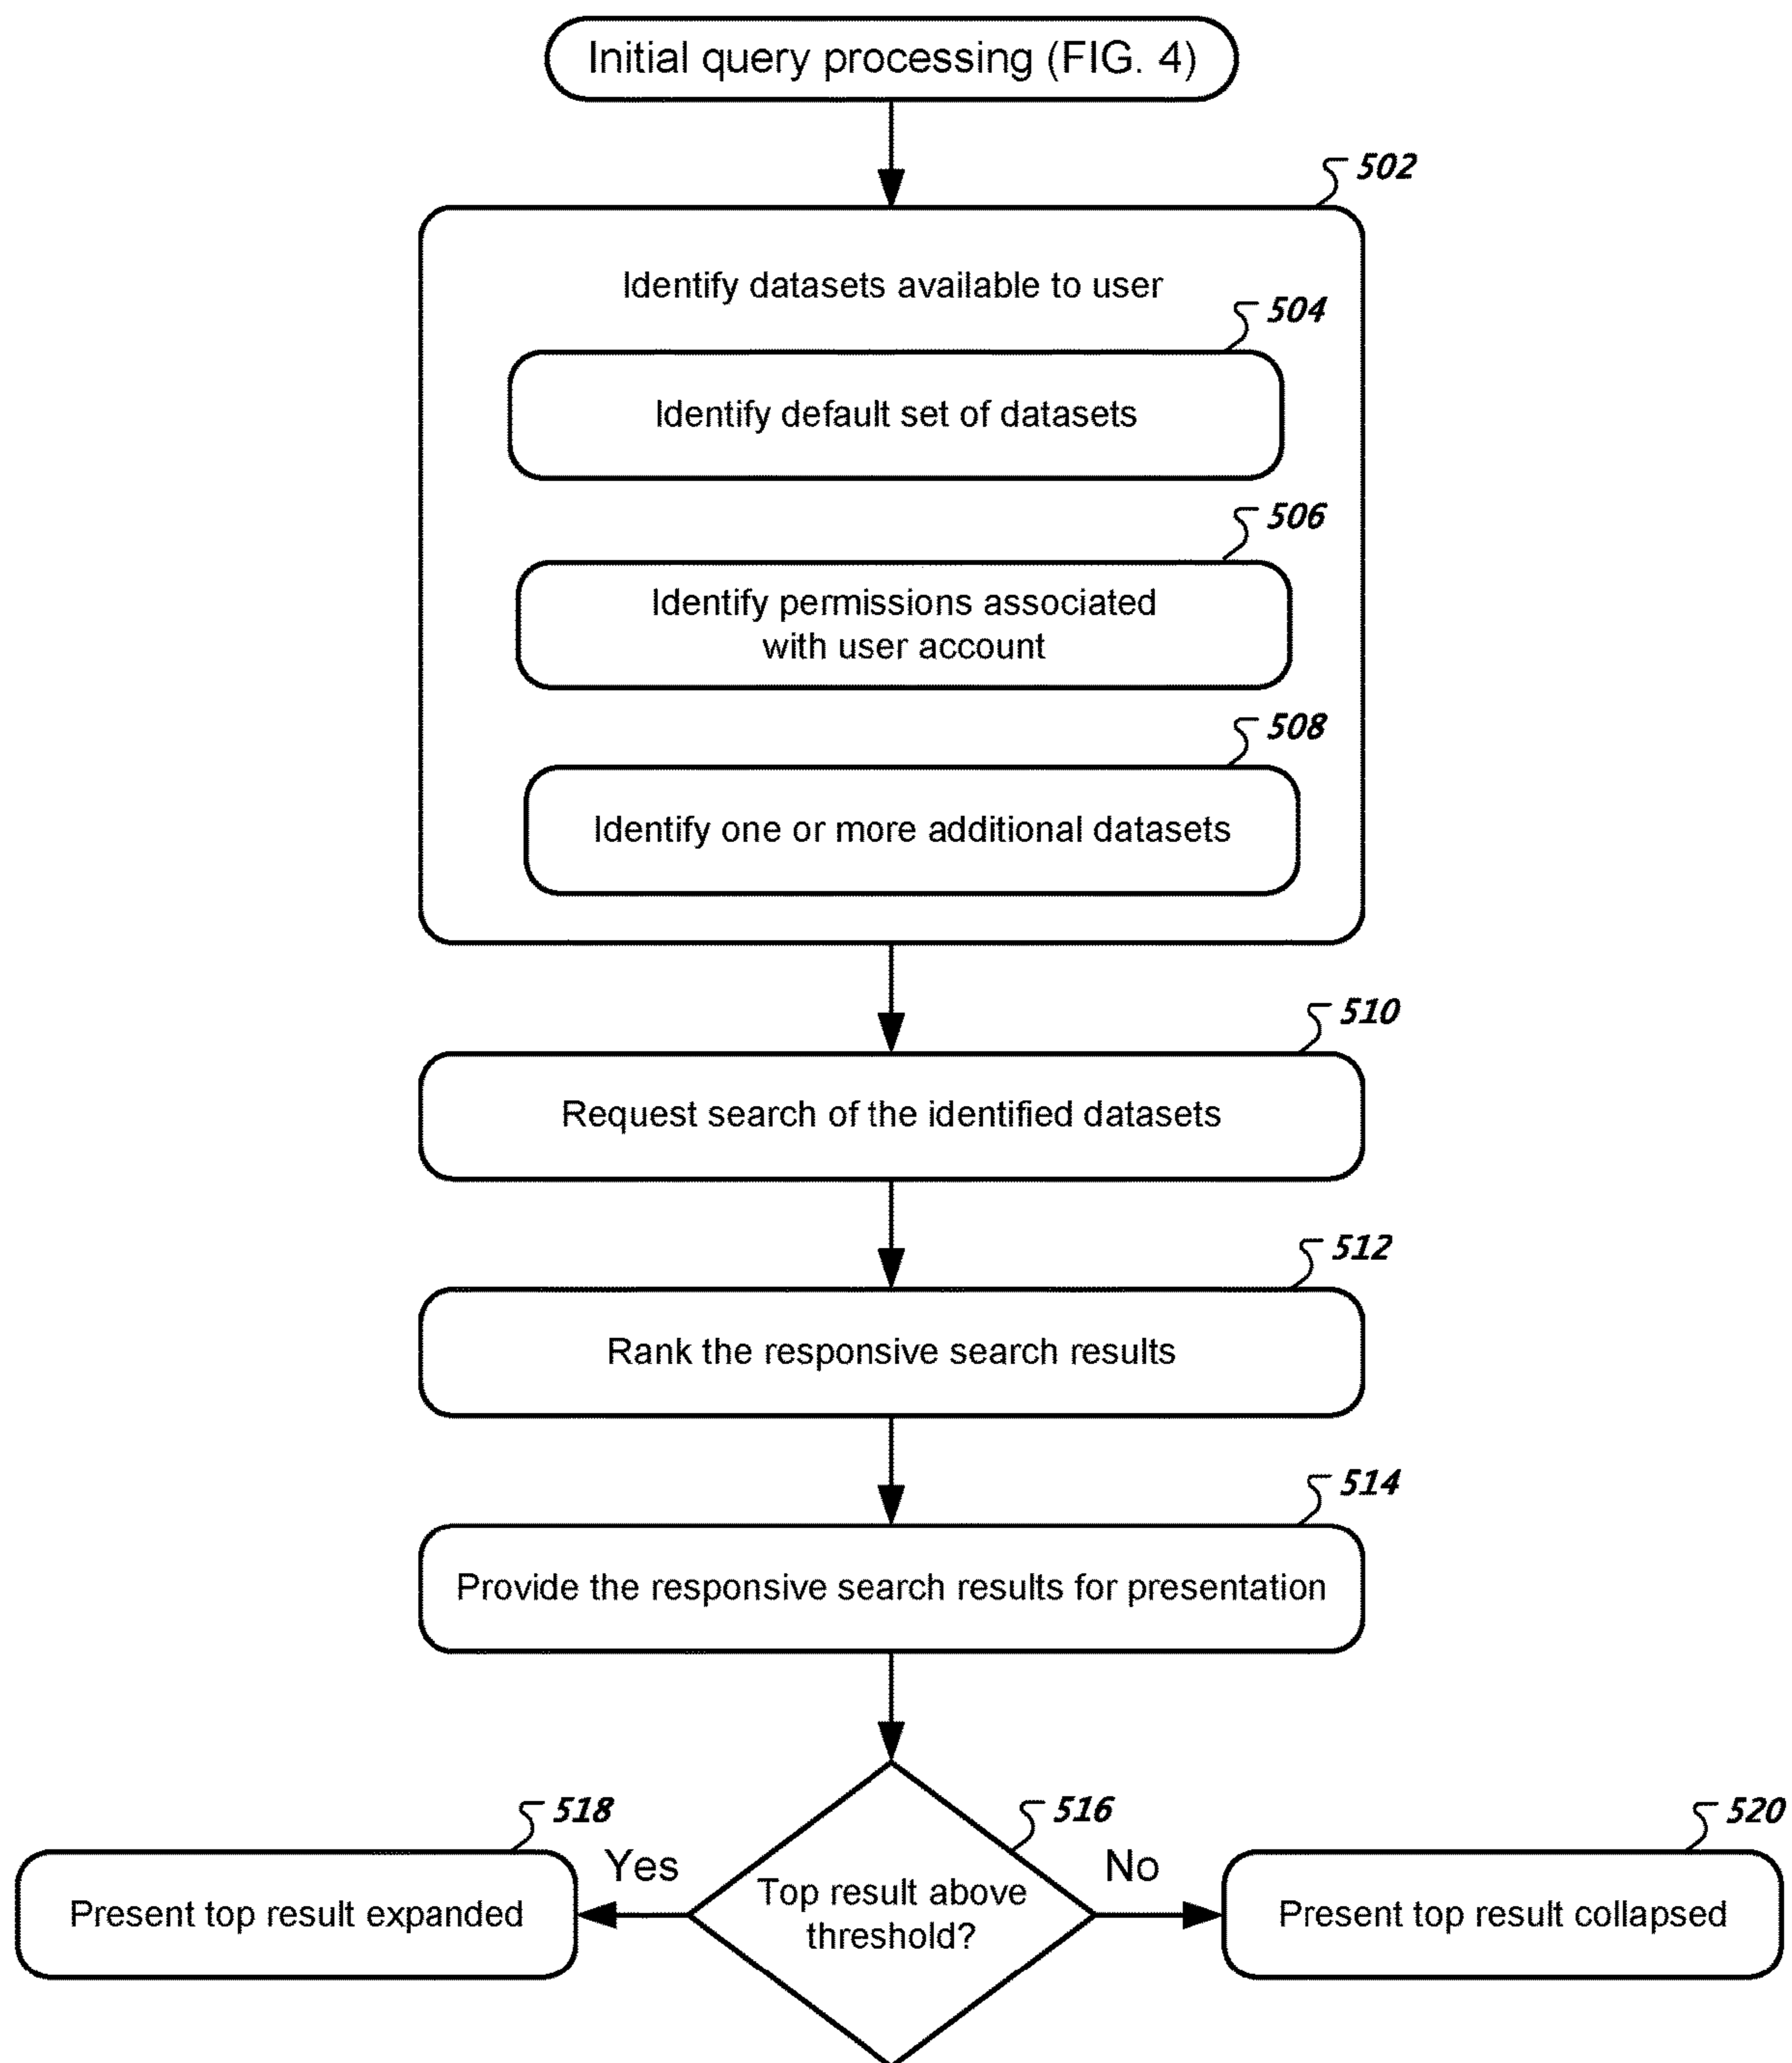 Initial query processing (FIG. 4)
502
Identify datasets available to user
504
Identify default set of datasets
506
Identify permissions associated
with user account
508
Identify one or more additional datasets
510
Request search of the identified datasets
512
Rank the responsive search results
514
Provide the responsive search results for presentation
518
516
520
Yes
No
Present top result expanded
Top result above
threshold?
Present top result collapsed